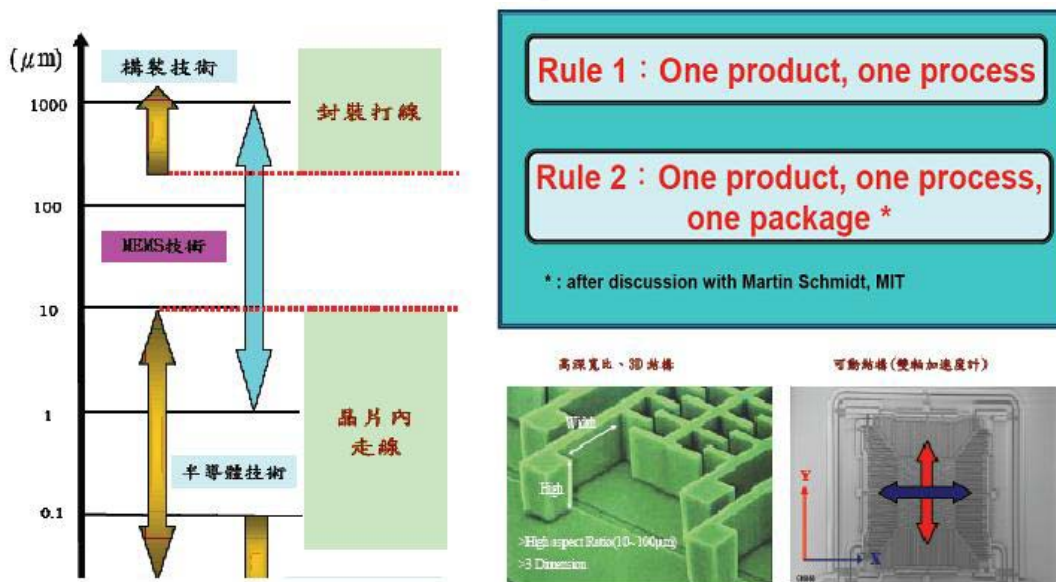 (μm)
構裝技術
1000
封裝打線
100
MEMS技術
10
1
晶片內
走線
半導體技術
0.1
Rule 1：One product, one process
Rule 2：One product, one process,
one package *
* : after discussion with Martin Schmidt, MIT
高深寬比、3D結構
Width
High
>High aspect Ratio(10~100μm)
>3 Dimension
可動結構(雙軸加速度計)
Y
X